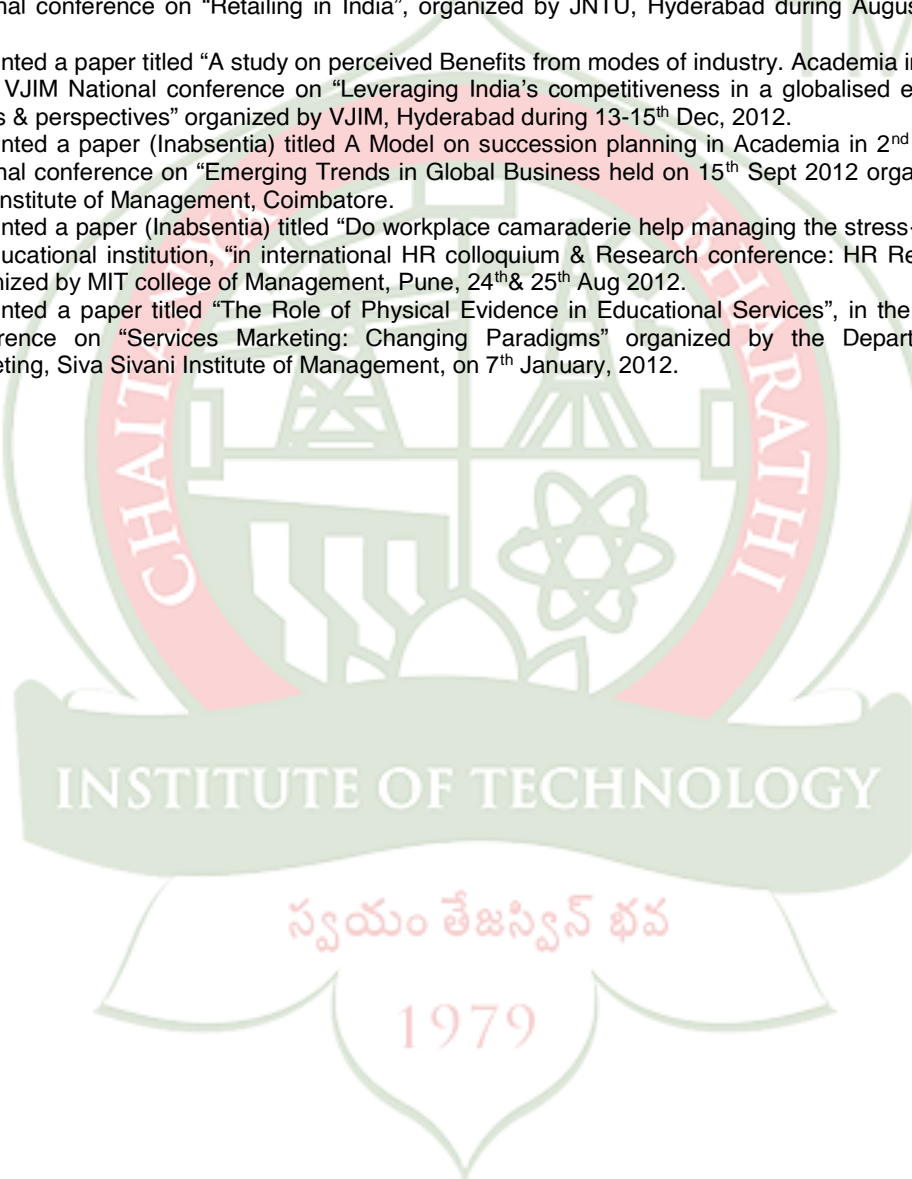 nal conference on “Retailing in India”, organized by JNTU, Hyderabad during Augus
nted a paper titled “A study on perceived Benefits from modes of industry. Academia in
VJIM National conference on “Leveraging India’s competitiveness in a globalised e
s & perspectives” organized by VJIM, Hyderabad during 13-15th Dec, 2012.
nted a paper (Inabsentia) titled A Model on succession planning in Academia in 2nd
nal conference on “Emerging Trends in Global Business held on 15th Sept 2012 orga
nstitute of Management, Coimbatore.
nted a paper (Inabsentia) titled “Do workplace camaraderie help managing the stress-
ducational institution, “in international HR colloquium & Research conference: HR Re
nized by MIT college of Management, Pune, 24th& 25th Aug 2012.
nted a paper titled “The Role of Physical Evidence in Educational Services”, in the
rence on “Services Marketing: Changing Paradigms” organized by the Depart
eting, Siva Sivani Institute of Management, on 7th January, 2012.
TM
CHAITANYA BHARATHI
INSTITUTE OF TECHNOLOGY
స్వయం తేజస్విన్ భవ
1979